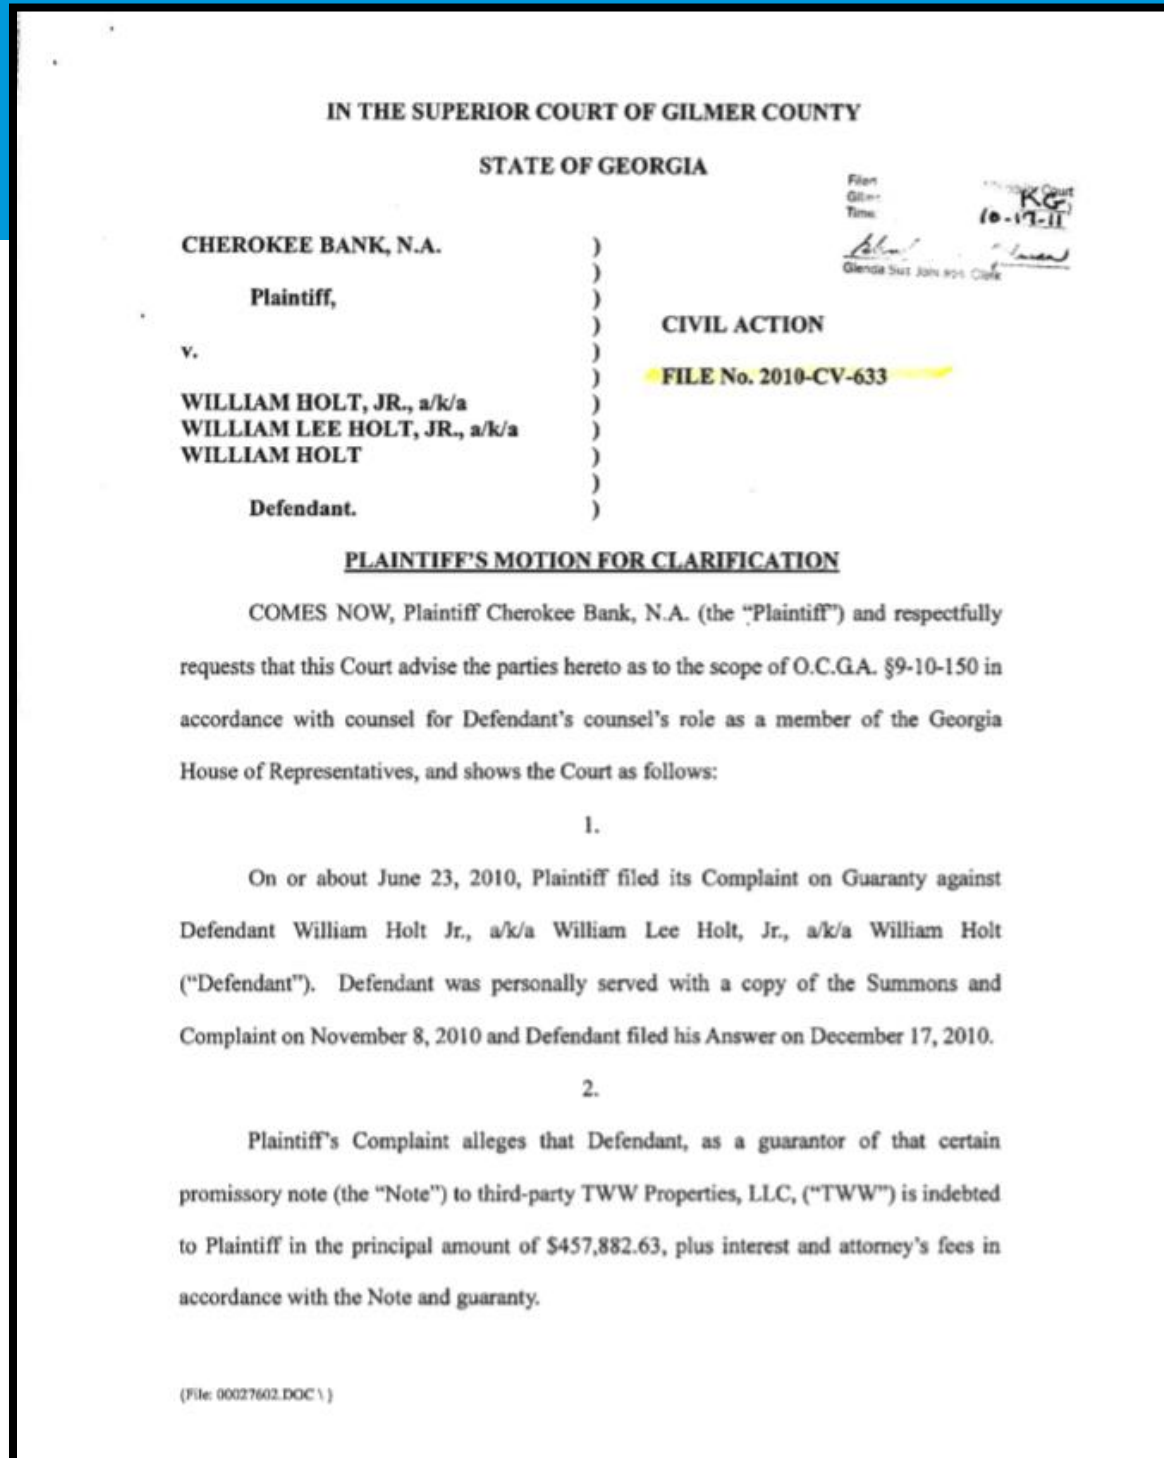 IN THE SUPERIOR COURT OF GILMER COUNTY
STATE OF GEORGIA
Time
KG
10-17-11
Glenda Sue Clerk
CHEROKEE BANK, N.A. )
)
Plaintiff, )
) CIVIL ACTION
v. )
) FILE No. 2010-CV-633
WILLIAM HOLT, JR., a/k/a )
WILLIAM LEE HOLT, JR., a/k/a )
WILLIAM HOLT )
)
Defendant. )
PLAINTIFF'S MOTION FOR CLARIFICATION
COMES NOW, Plaintiff Cherokee Bank, N.A. (the "Plaintiff") and respectfully
requests that this Court advise the parties hereto as to the scope of O.C.G.A. §9-10-150 in
accordance with counsel for Defendant's counsel's role as a member of the Georgia
House of Representatives, and shows the Court as follows:
1.
On or about June 23, 2010, Plaintiff filed its Complaint on Guaranty against
Defendant William Holt Jr., a/k/a William Lee Holt, Jr., a/k/a William Holt
("Defendant"). Defendant was personally served with a copy of the Summons and
Complaint on November 8, 2010 and Defendant filed his Answer on December 17, 2010.
2.
Plaintiff's Complaint alleges that Defendant, as a guarantor of that certain
promissory note (the "Note") to third-party TWW Properties, LLC, ("TWW") is indebted
to Plaintiff in the principal amount of $457,882.63, plus interest and attorney's fees in
accordance with the Note and guaranty.
(File: 00027602.DOC \ )